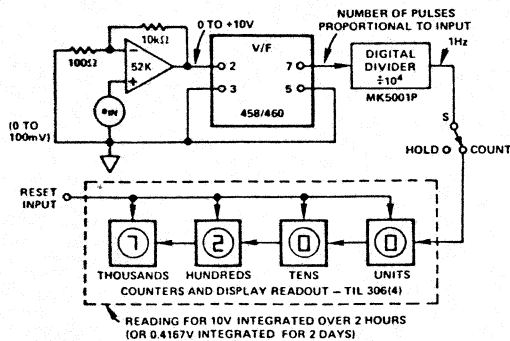 NUMBER OF PULSES
PROPORTIONAL TO INPUT
0 TO +10V
10kΩ
100Ω
52K
−
+
eIN
(0 TO
100mV)
V/F
2
3
7
5
458/460
DIGITAL
DIVIDER
÷10⁴
MK5001P
1Hz
S
HOLD
COUNT
RESET
INPUT
7
2
0
0
THOUSANDS
HUNDREDS
TENS
UNITS
COUNTERS AND DISPLAY READOUT – TIL 306(4)
READING FOR 10V INTEGRATED OVER 2 HOURS
(OR 0.4167V INTEGRATED FOR 2 DAYS)